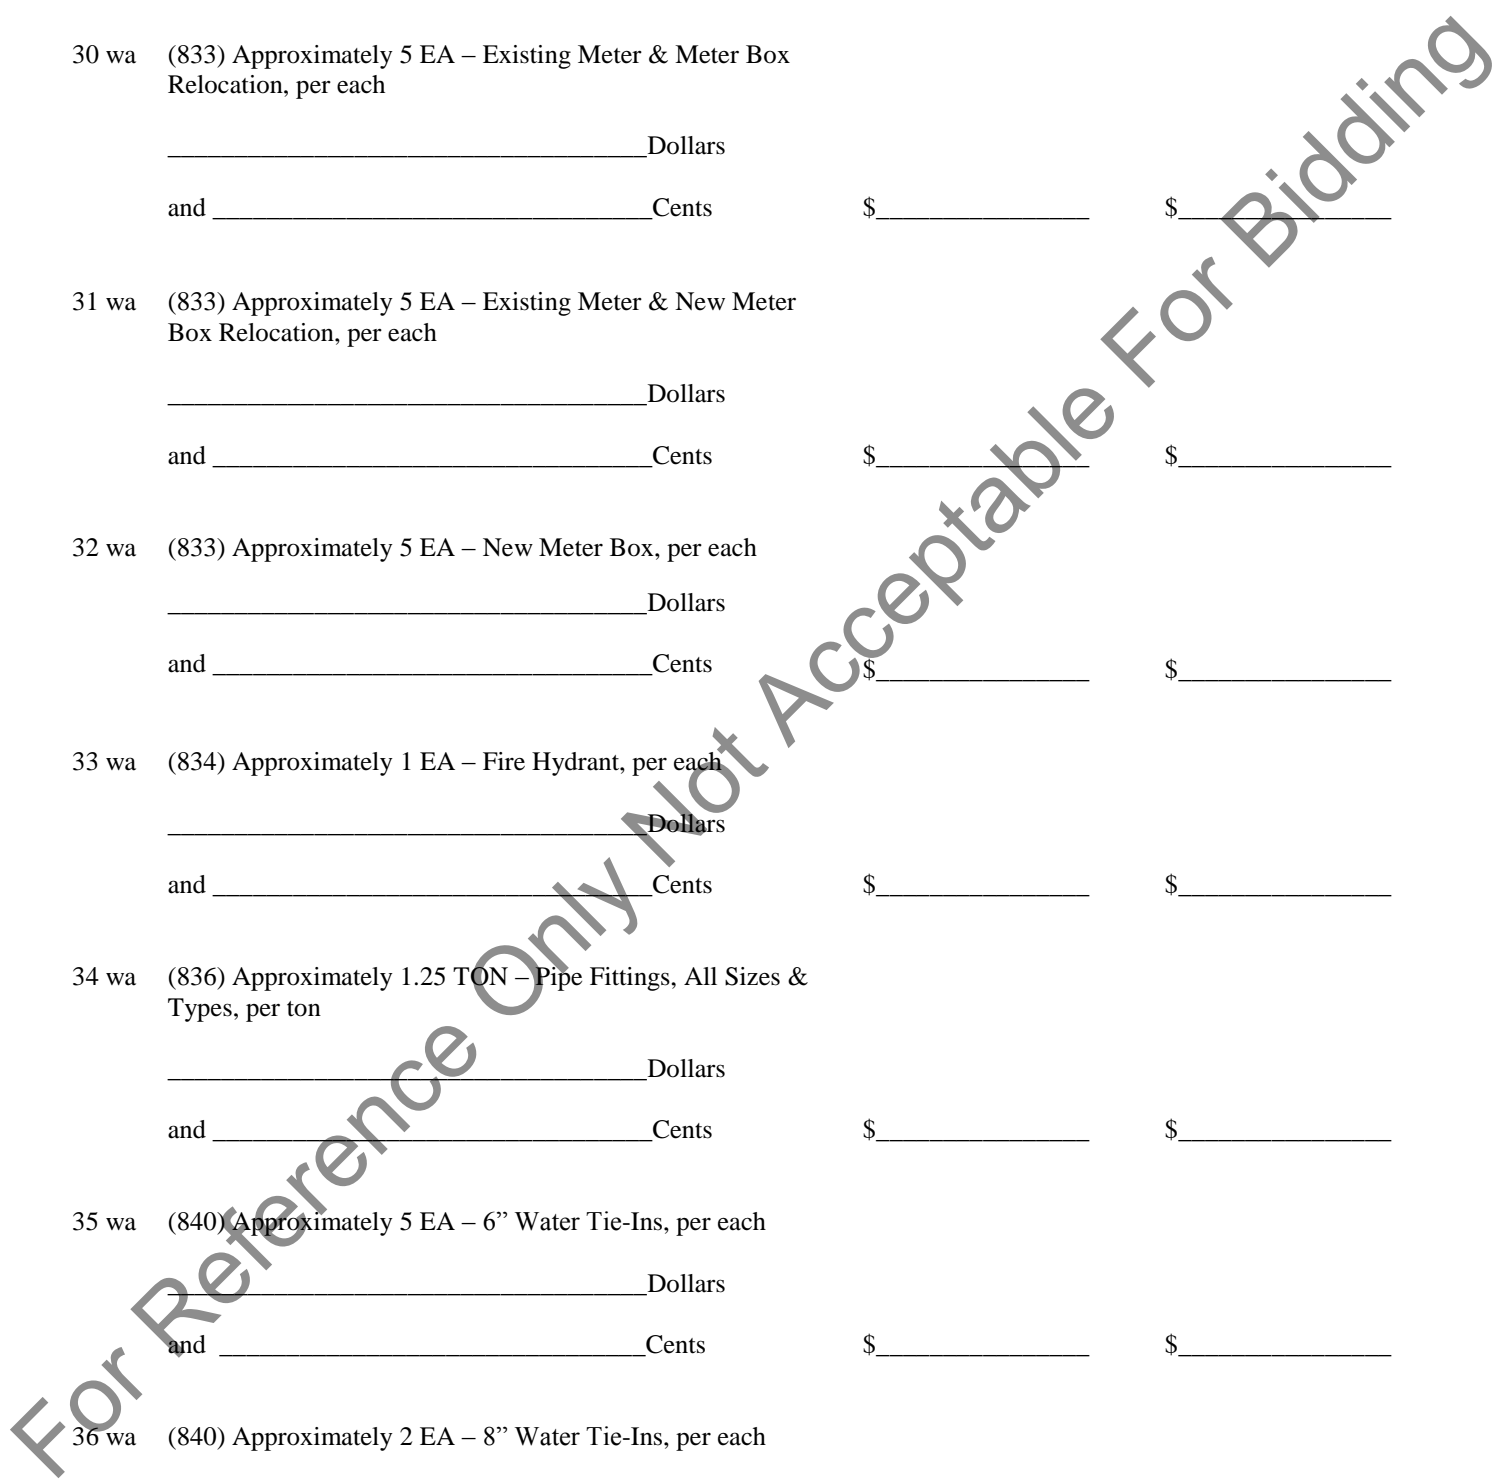 30 wa (833) Approximately 5 EA – Existing Meter & Meter Box
Relocation, per each
____________________________________Dollars
and _________________________________Cents $________________ $________________
31 wa (833) Approximately 5 EA – Existing Meter & New Meter
Box Relocation, per each
____________________________________Dollars
and _________________________________Cents $________________ $________________
32 wa (833) Approximately 5 EA – New Meter Box, per each
____________________________________Dollars
and _________________________________Cents $________________ $________________
33 wa (834) Approximately 1 EA – Fire Hydrant, per each
____________________________________Dollars
and _________________________________Cents $________________ $________________
34 wa (836) Approximately 1.25 TON – Pipe Fittings, All Sizes &
Types, per ton
____________________________________Dollars
and _________________________________Cents $________________ $________________
35 wa (840) Approximately 5 EA – 6” Water Tie-Ins, per each
____________________________________Dollars
and ________________________________Cents $________________ $________________
36 wa (840) Approximately 2 EA – 8” Water Tie-Ins, per each
For Reference Only Not Acceptable For Bidding